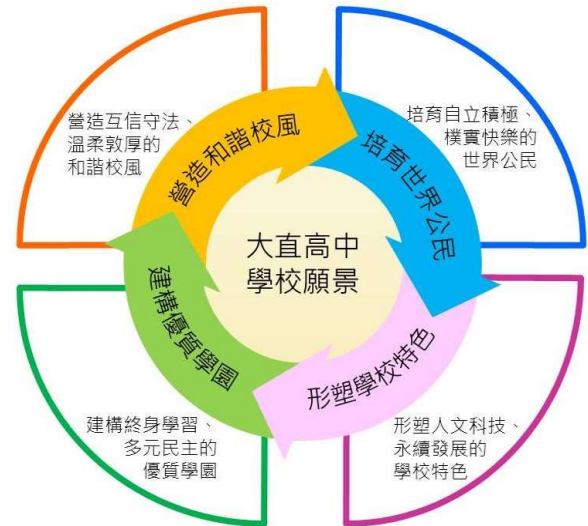 營造互信守法、
溫柔敦厚的
和諧校風
營造和諧校風
培育世界公民
培育自立積極、
樸實快樂的
世界公民
大直高中
學校願景
建構優質學園
形塑學校特色
建構終身學習、
多元民主的
優質學園
形塑人文科技、
永續發展的
學校特色